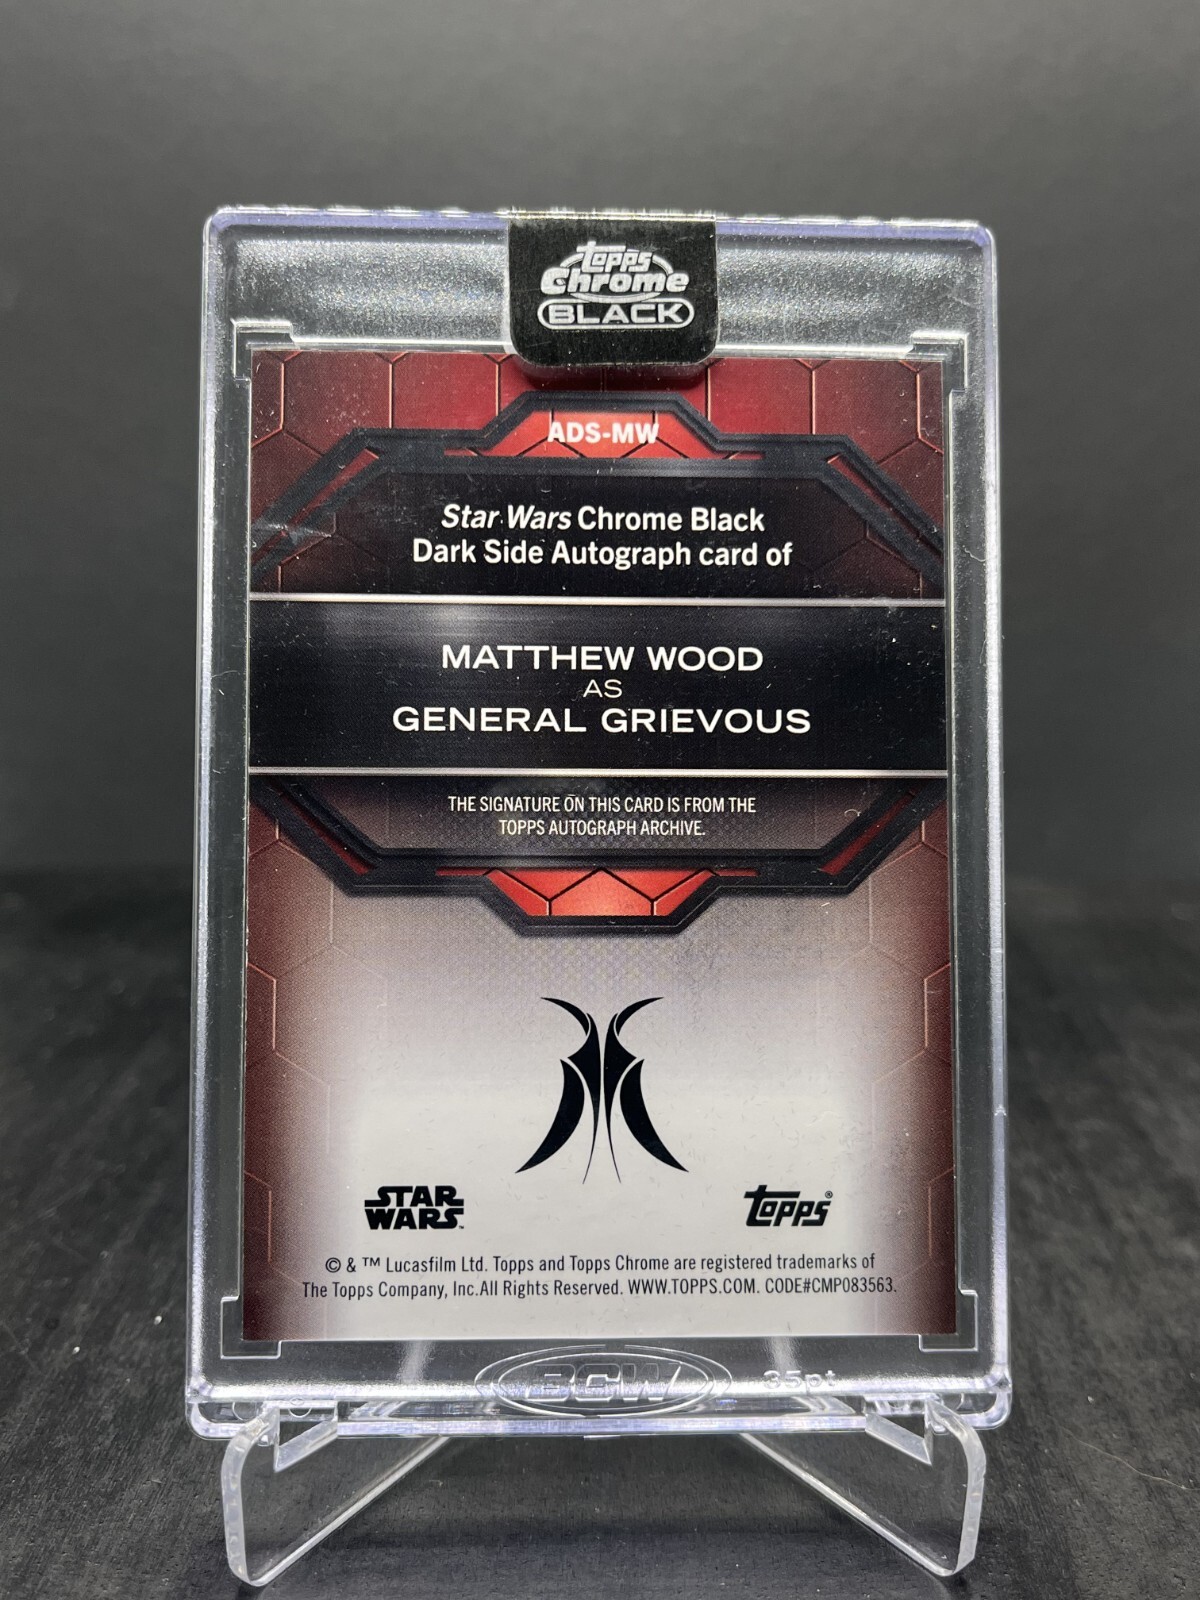 Topps
Chrome
BLACK
ADS-MW
Star Wars Chrome Black
Dark Side Autograph card of
MATTHEW WOOD
AS
GENERAL GRIEVOUS
THE SIGNATURE ON THIS CARD IS FROM THE
TOPPS AUTOGRAPH ARCHIVE.
STAR
WARS™
Topps®
© & ™ Lucasfilm Ltd. Topps and Topps Chrome are registered trademarks of
The Topps Company, Inc.All Rights Reserved. WWW.TOPPS.COM. CODE#CMP083563.
BCW 35pt